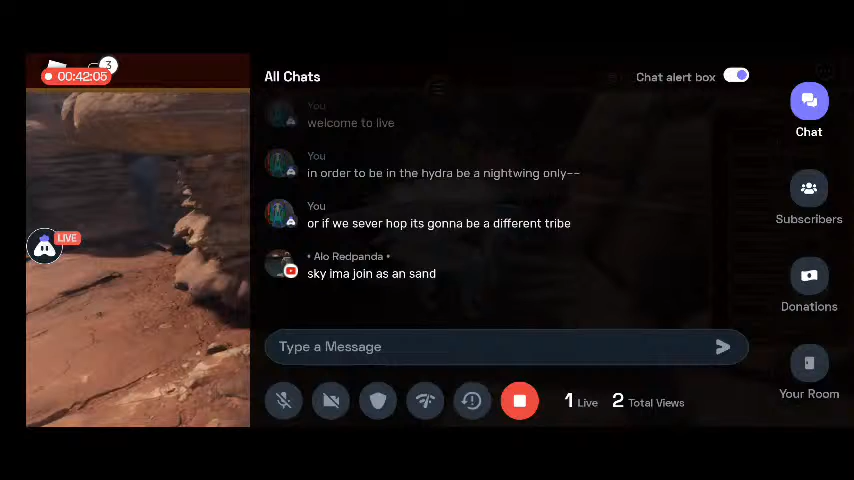 3
00:42:05
All Chats
Chat alert box
You
welcome to live
Chat
You
in order to be in the hydra be a nightwing only--
You
or if we sever hop its gonna be a different tribe
Subscribers
LIVE
• Alo Redpanda •
sky ima join as an sand
Donations
Type a Message
Your Room
1 Live 2 Total Views